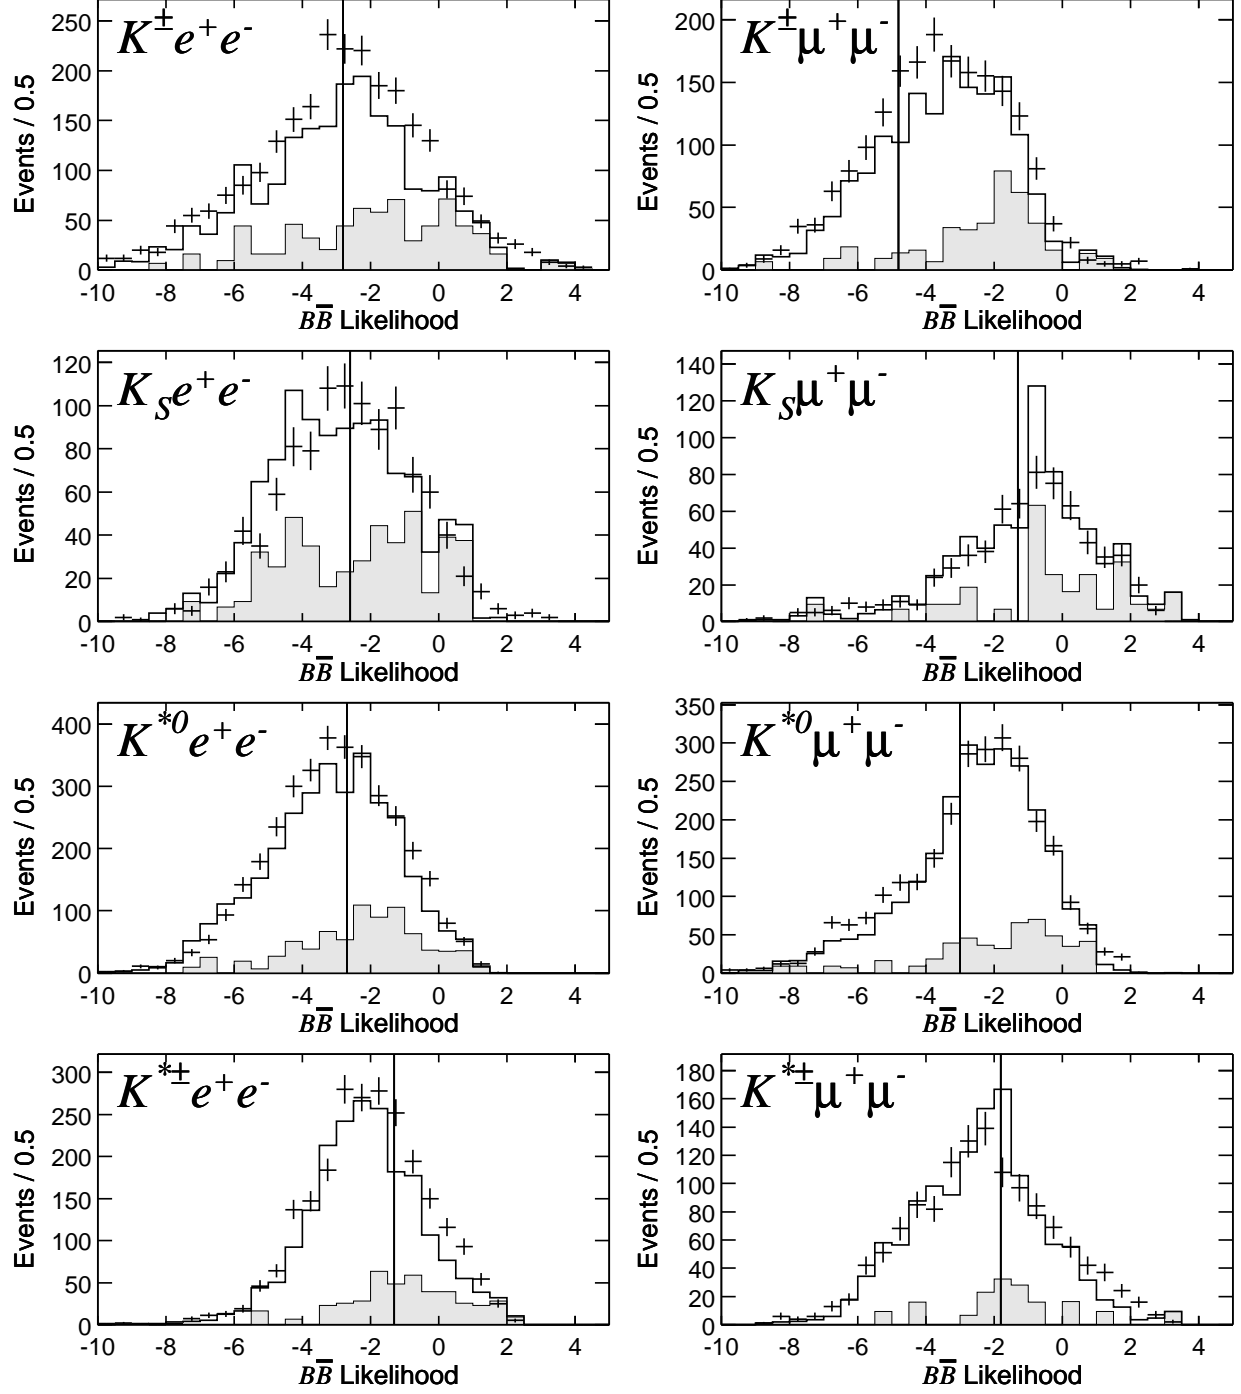 K^± e^+ e^-
Events / 0.5
250
200
150
100
50
0
-10 -8 -6 -4 -2 0 2 4
BB̅ Likelihood
K^± μ^+ μ^-
Events / 0.5
200
150
100
50
0
-10 -8 -6 -4 -2 0 2 4
BB̅ Likelihood
K_S e^+ e^-
Events / 0.5
120
100
80
60
40
20
0
-10 -8 -6 -4 -2 0 2 4
BB̅ Likelihood
K_S μ^+ μ^-
Events / 0.5
140
120
100
80
60
40
20
0
-10 -8 -6 -4 -2 0 2 4
BB̅ Likelihood
K^*0 e^+ e^-
Events / 0.5
400
300
200
100
0
-10 -8 -6 -4 -2 0 2 4
BB̅ Likelihood
K^*0 μ^+ μ^-
Events / 0.5
350
300
250
200
150
100
50
0
-10 -8 -6 -4 -2 0 2 4
BB̅ Likelihood
K^*± e^+ e^-
Events / 0.5
300
250
200
150
100
50
0
-10 -8 -6 -4 -2 0 2 4
BB̅ Likelihood
K^*± μ^+ μ^-
Events / 0.5
180
160
140
120
100
80
60
40
20
0
-10 -8 -6 -4 -2 0 2 4
BB̅ Likelihood